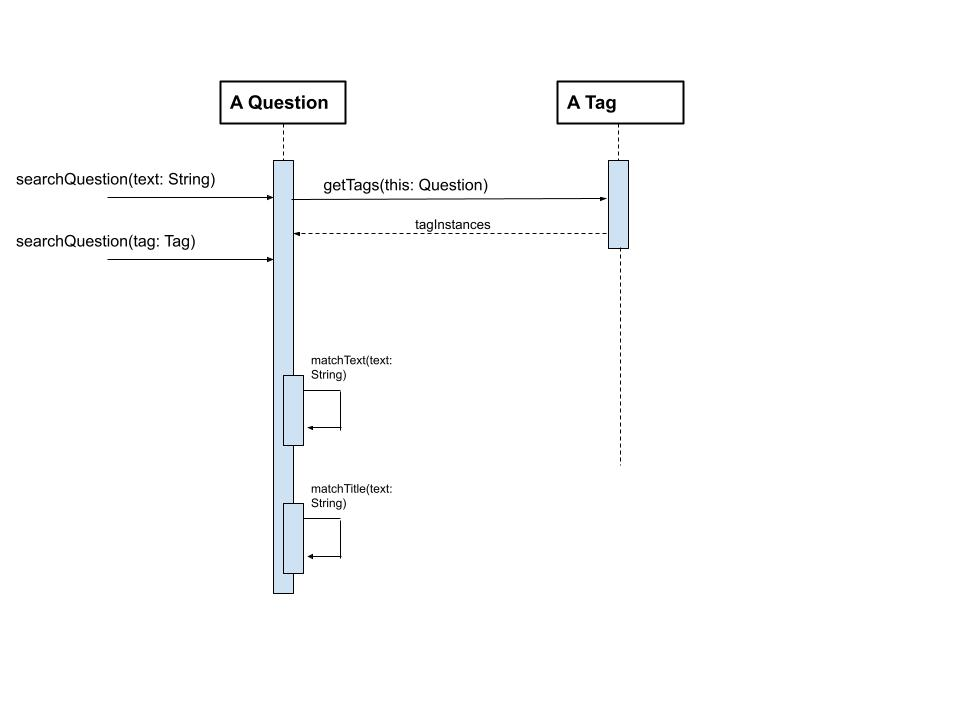 A Question
A Tag
searchQuestion(text: String)
getTags(this: Question)
tagInstances
searchQuestion(tag: Tag)
matchText(text:
String)
matchTitle(text:
String)